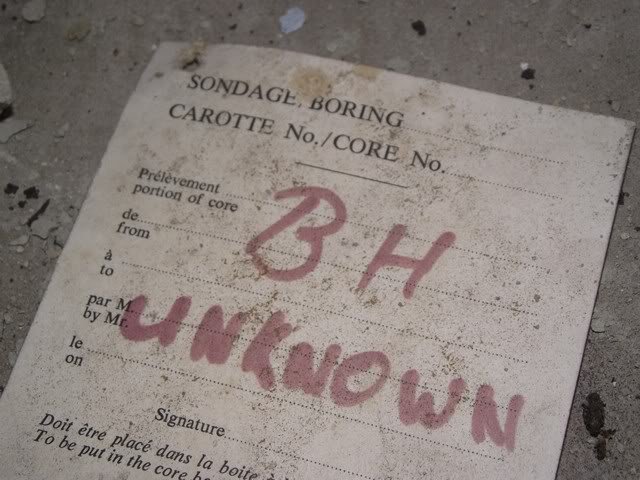 SONDAGE, BORING
CAROTTE No./CORE No.
Prélèvement
portion of core
de
from
BH
à
to
par M.
by Mr.
UNKNOWN
le
on
Signature
Doit être placé dans la boite à
To be put in the core